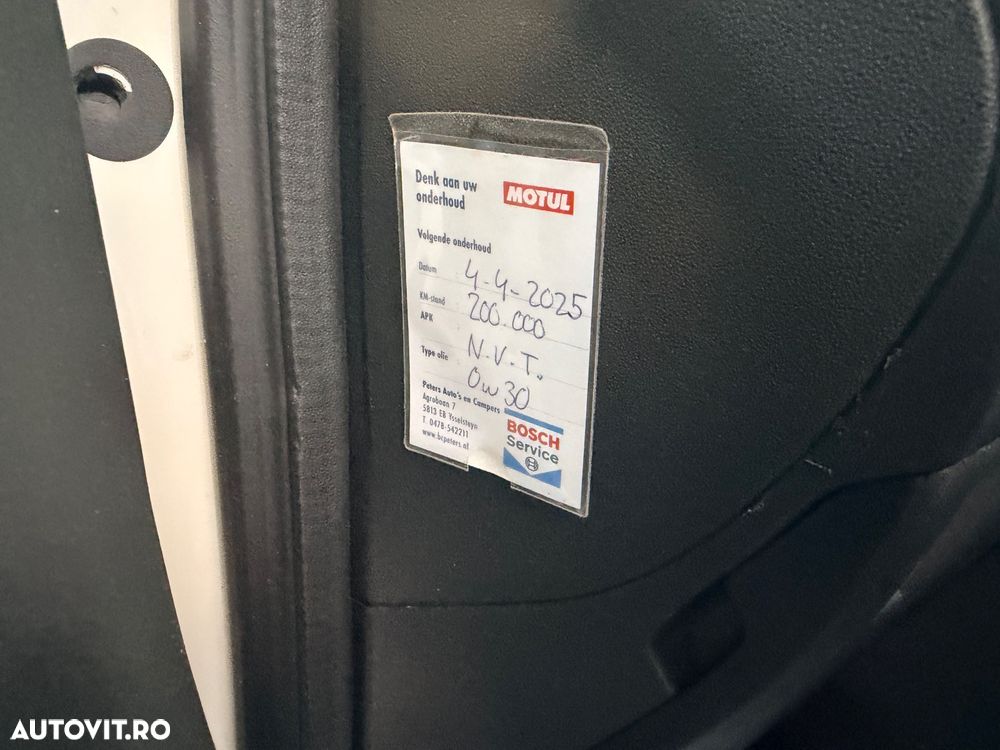 Denk aan uw
onderhoud
MOTUL
Volgende onderhoud
Datum 4-4-2025
KM-stand 200.000
APK N.V.T.
Type olie 0w30
Peters Auto's en Campers
Agrobaan 7
5813 EB Ysselsteyn
T. 0478-542211
www.bcpeters.nl
BOSCH
Service
AUTOVIT.RO